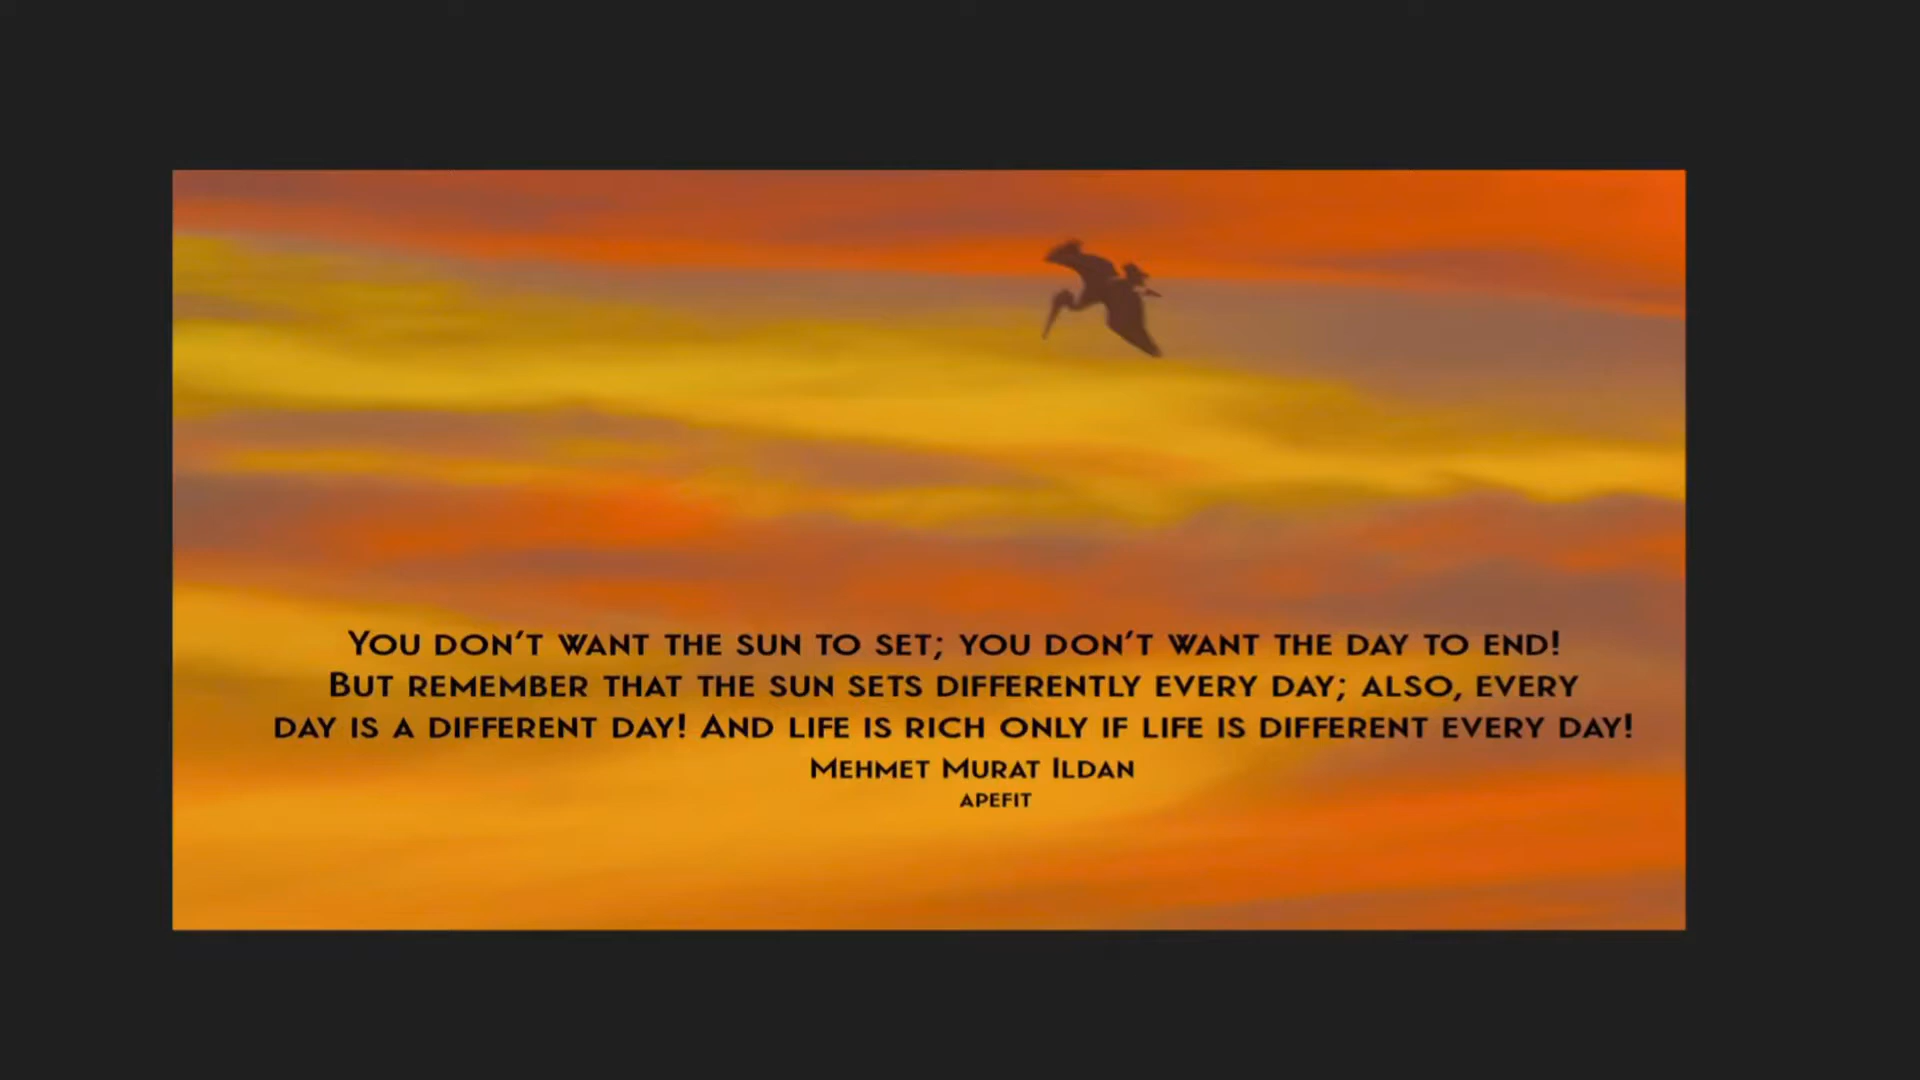 You don't want the sun to set; you don't want the day to end!
But remember that the sun sets differently every day; also, every
day is a different day! And life is rich only if life is different every day!
Mehmet Murat Ildan
apefit